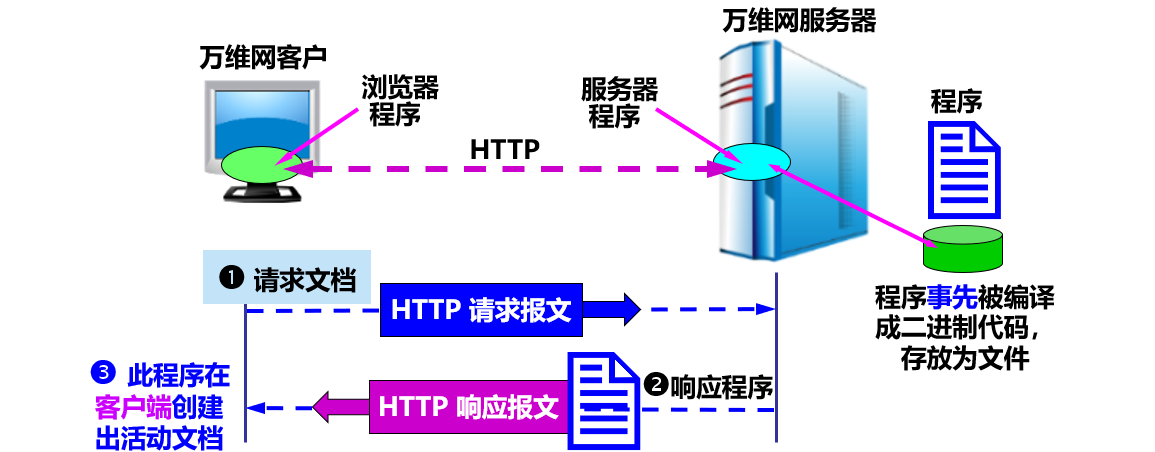 万维网服务器
万维网客户
浏览器
程序
服务器
程序
程序
HTTP
❶ 请求文档
HTTP 请求报文
程序事先被编译
成二进制代码，
存放为文件
❸ 此程序在
客户端创建
出活动文档
❷响应程序
HTTP 响应报文